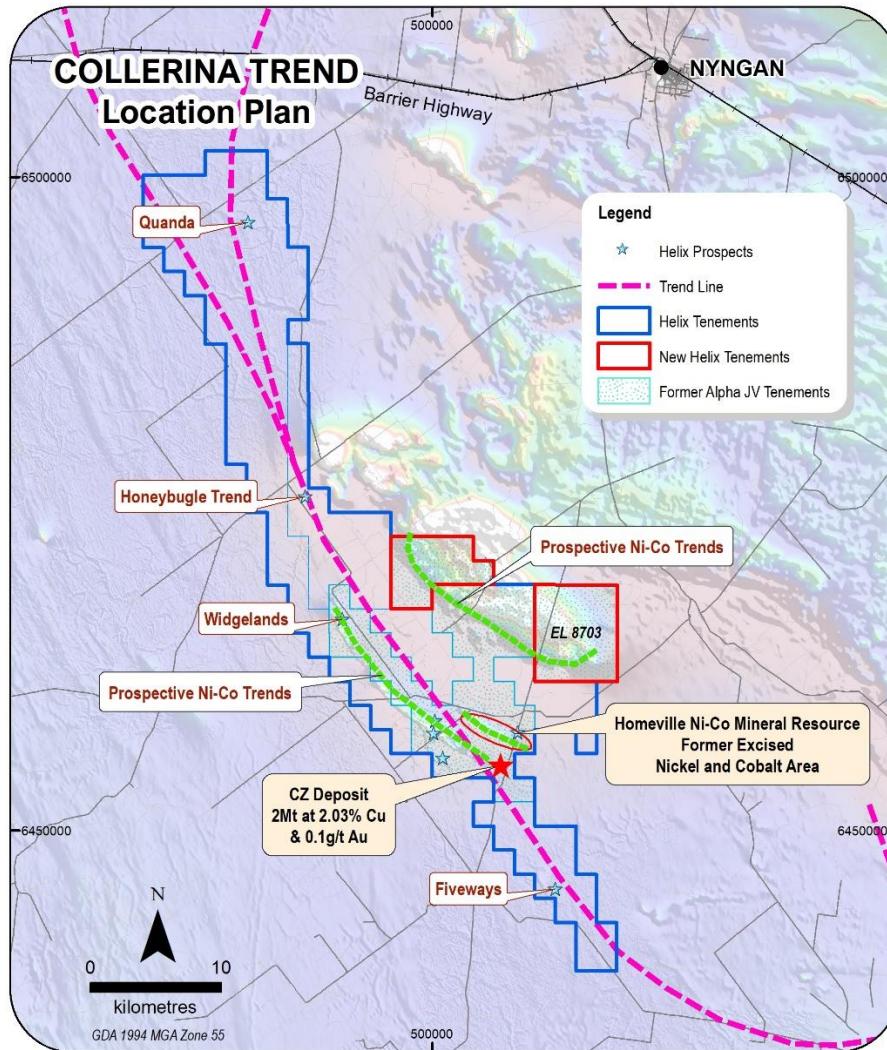 500000
COLLERINA TREND
Location Plan
NYNGAN
Barrier Highway
6500000
6500000
Quanda
Legend
Helix Prospects
Trend Line
Helix Tenements
New Helix Tenements
Former Alpha JV Tenements
Honeybugle Trend
Prospective Ni-Co Trends
Widgelands
EL 8703
Prospective Ni-Co Trends
Homeville Ni-Co Mineral Resource
Former Excised
Nickel and Cobalt Area
CZ Deposit
2Mt at 2.03% Cu
& 0.1g/t Au
6450000
6450000
Fiveways
N
0
10
kilometres
GDA 1994 MGA Zone 55
500000